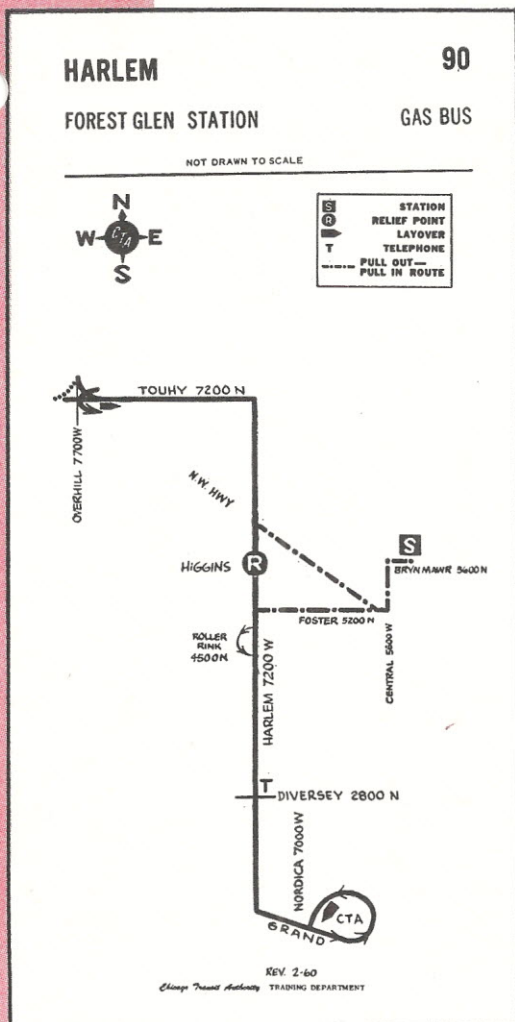 HARLEM 90
FOREST GLEN STATION GAS BUS
NOT DRAWN TO SCALE
N
W CTA E
S
S STATION
R RELIEF POINT
LAYOVER
T TELEPHONE
PULL OUT—
PULL IN ROUTE
TOUHY 7200 N
OVERHILL 7700W
N.W. HWY
S
HIGGINS R
BRYN MAWR 5600N
FOSTER 5200 N
CENTRAL 5600 W
ROLLER
RINK
4500N
HARLEM 7200 W
T
DIVERSEY 2800 N
NORDICA 7000W
CTA
GRAND
REV. 2-60
Chicago Transit Authority TRAINING DEPARTMENT